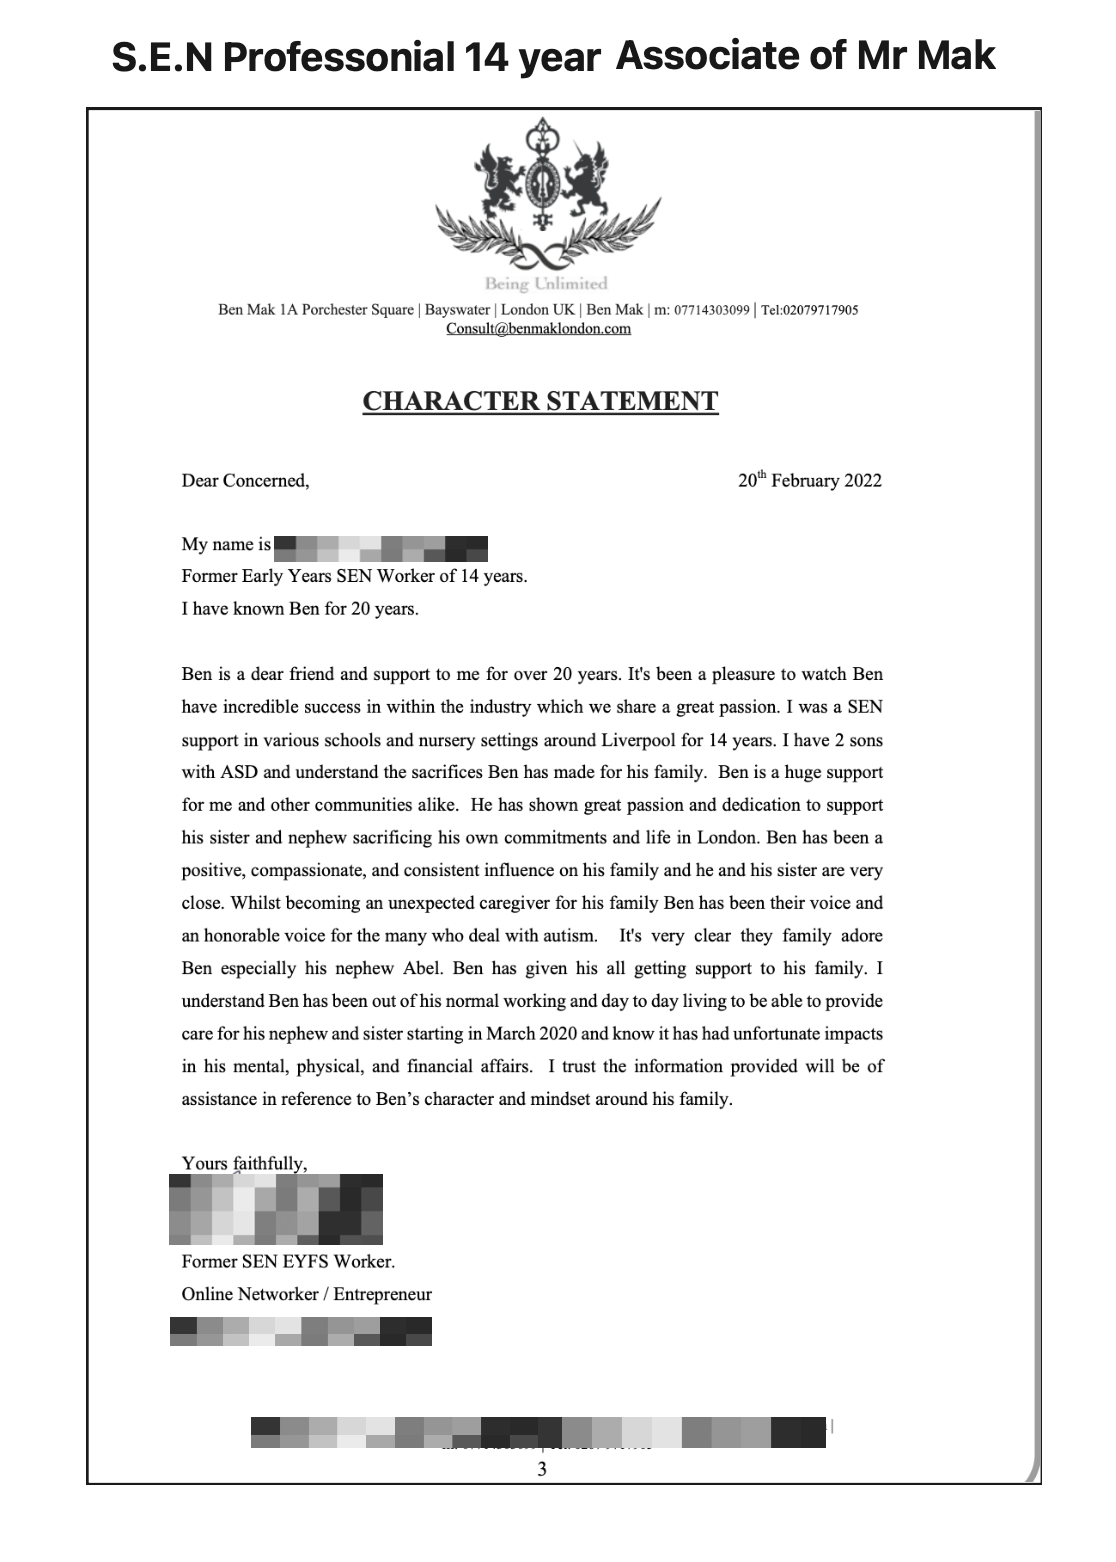 S.E.N Professonial 14 year Associate of Mr Mak
Being Unlimited
Ben Mak 1A Porchester Square | Bayswater | London UK | Ben Mak | m: 07714303099 | Tel:02079717905
Consult@benmaklondon.com
CHARACTER STATEMENT
Dear Concerned, 20th February 2022
My name is
Former Early Years SEN Worker of 14 years.
I have known Ben for 20 years.
Ben is a dear friend and support to me for over 20 years. It's been a pleasure to watch Ben
have incredible success in within the industry which we share a great passion. I was a SEN
support in various schools and nursery settings around Liverpool for 14 years. I have 2 sons
with ASD and understand the sacrifices Ben has made for his family. Ben is a huge support
for me and other communities alike. He has shown great passion and dedication to support
his sister and nephew sacrificing his own commitments and life in London. Ben has been a
positive, compassionate, and consistent influence on his family and he and his sister are very
close. Whilst becoming an unexpected caregiver for his family Ben has been their voice and
an honorable voice for the many who deal with autism. It's very clear they family adore
Ben especially his nephew Abel. Ben has given his all getting support to his family. I
understand Ben has been out of his normal working and day to day living to be able to provide
care for his nephew and sister starting in March 2020 and know it has had unfortunate impacts
in his mental, physical, and financial affairs. I trust the information provided will be of
assistance in reference to Ben's character and mindset around his family.
Yours faithfully,
Former SEN EYFS Worker.
Online Networker / Entrepreneur
3